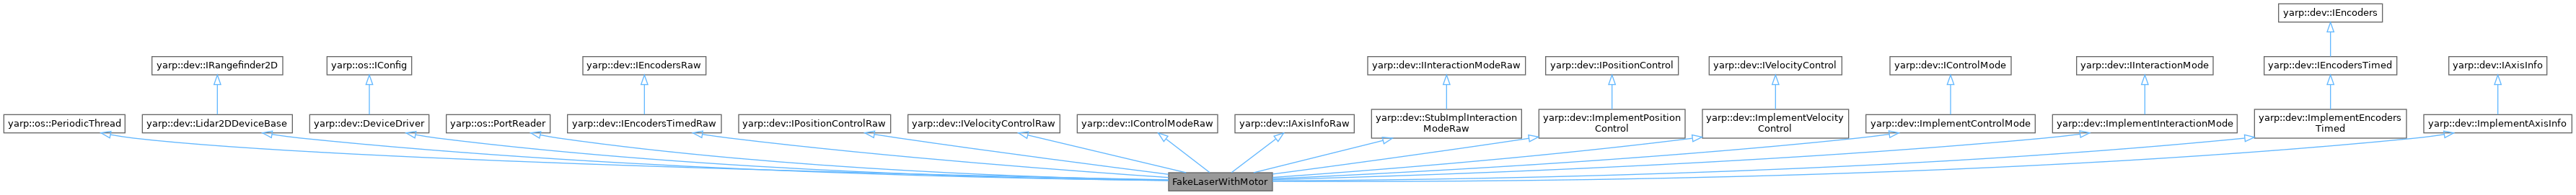 yarp::dev::IEncoders
yarp::dev::IRangefinder2D
yarp::os::IConfig
yarp::dev::IEncodersRaw
yarp::dev::IInteractionModeRaw
yarp::dev::IPositionControl
yarp::dev::IVelocityControl
yarp::dev::IControlMode
yarp::dev::IInteractionMode
yarp::dev::IEncodersTimed
yarp::dev::IAxisInfo
yarp::os::PeriodicThread
yarp::dev::Lidar2DDeviceBase
yarp::dev::DeviceDriver
yarp::os::PortReader
yarp::dev::IEncodersTimedRaw
yarp::dev::IPositionControlRaw
yarp::dev::IVelocityControlRaw
yarp::dev::IControlModeRaw
yarp::dev::IAxisInfoRaw
yarp::dev::StubImplInteraction
ModeRaw
yarp::dev::ImplementPosition
Control
yarp::dev::ImplementVelocity
Control
yarp::dev::ImplementControlMode
yarp::dev::ImplementInteractionMode
yarp::dev::ImplementEncoders
Timed
yarp::dev::ImplementAxisInfo
FakeLaserWithMotor